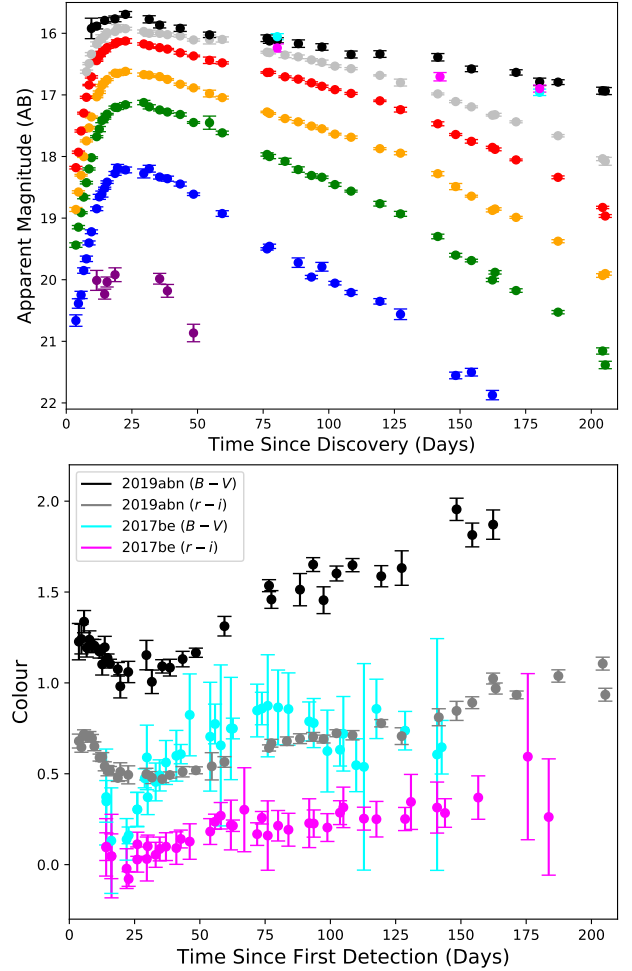 16
17
18
19
20
21
22
Apparent Magnitude (AB)
0 25 50 75 100 125 150 175 200
Time Since Discovery (Days)
2019abn (B − V)
2019abn (r − i)
2017be (B − V)
2017be (r − i)
2.0
1.5
1.0
0.5
0.0
Colour
0 25 50 75 100 125 150 175 200
Time Since First Detection (Days)